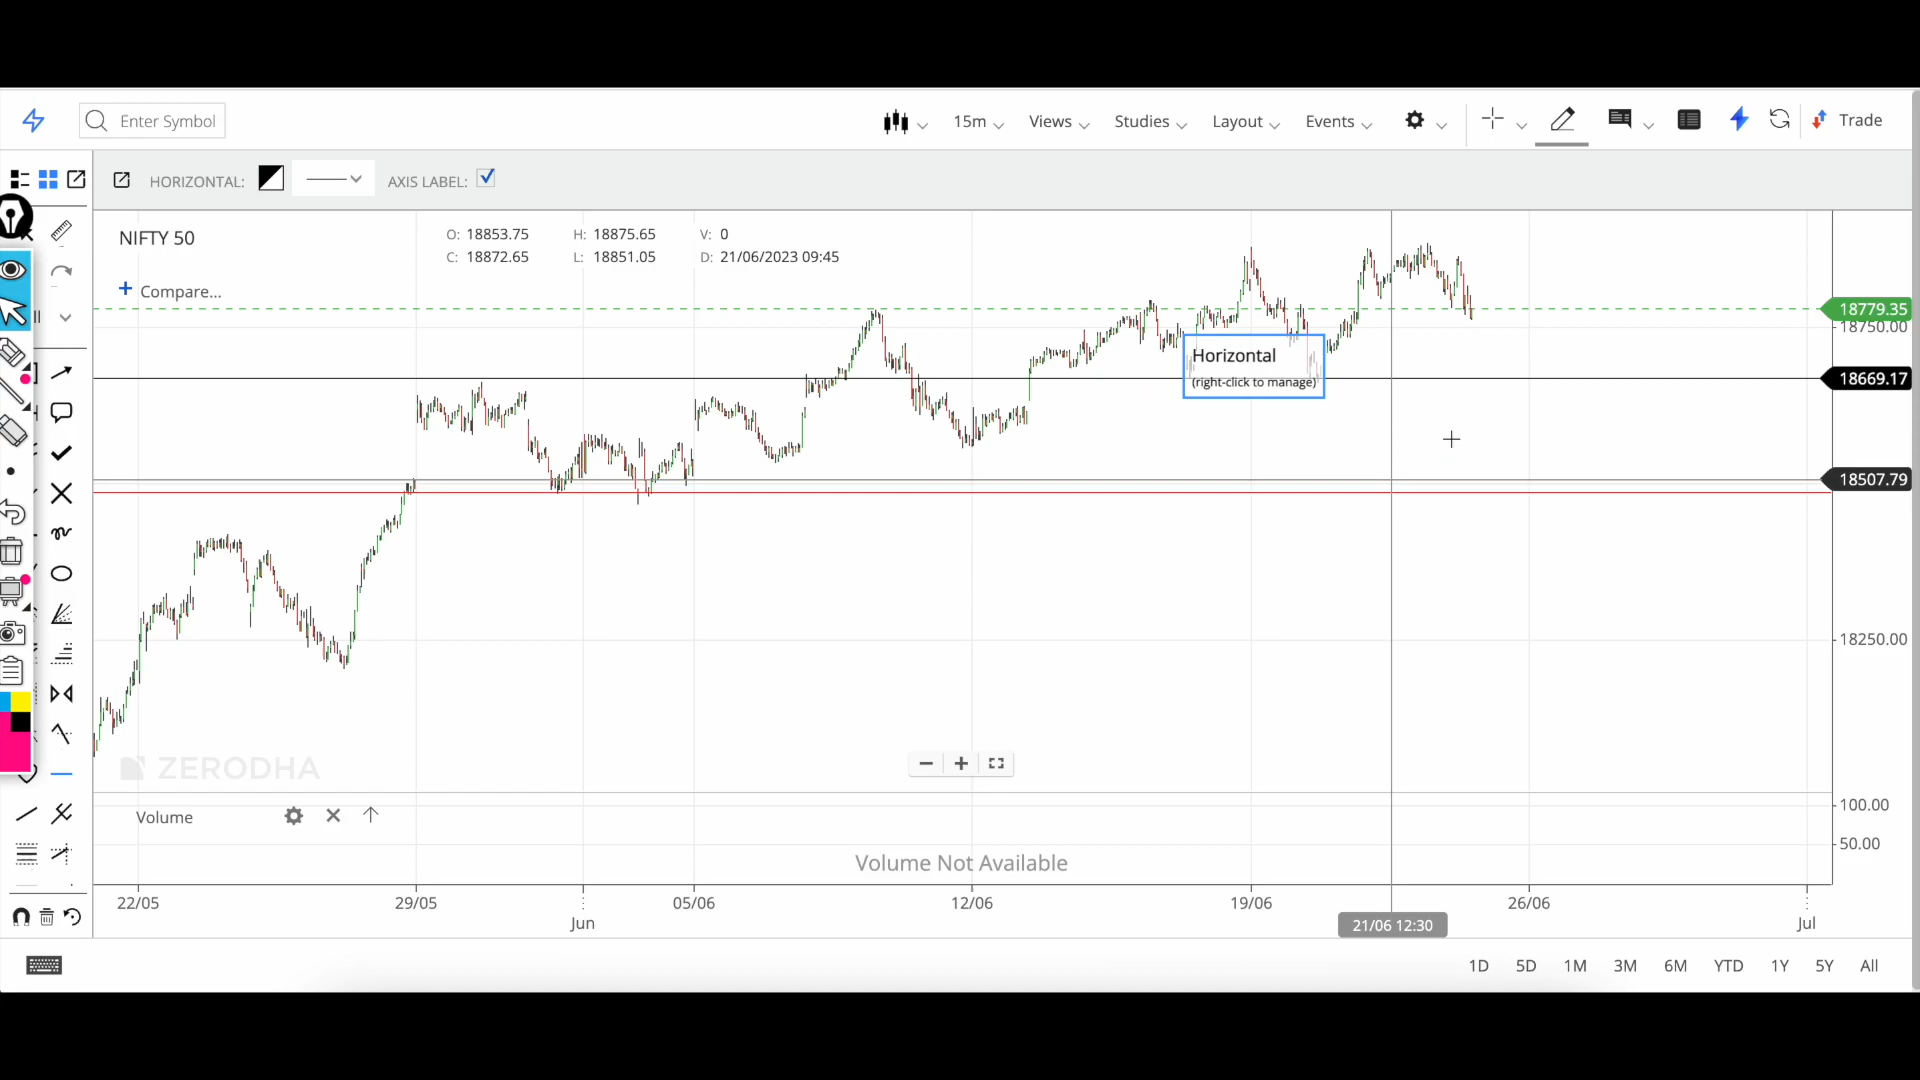 Enter Symbol
15m
Views
Studies
Layout
Events
Trade
HORIZONTAL:
AXIS LABEL:
NIFTY 50
O: 18853.75 H: 18875.65 V: 0
C: 18872.65 L: 18851.05 D: 21/06/2023 09:45
+ Compare...
18779.35
18750.00
Horizontal
(right-click to manage)
18669.17
18507.79
18250.00
ZERODHA
Volume
100.00
50.00
Volume Not Available
22/05 29/05 05/06 12/06 19/06 26/06
Jun 21/06 12:30 Jul
1D 5D 1M 3M 6M YTD 1Y 5Y All